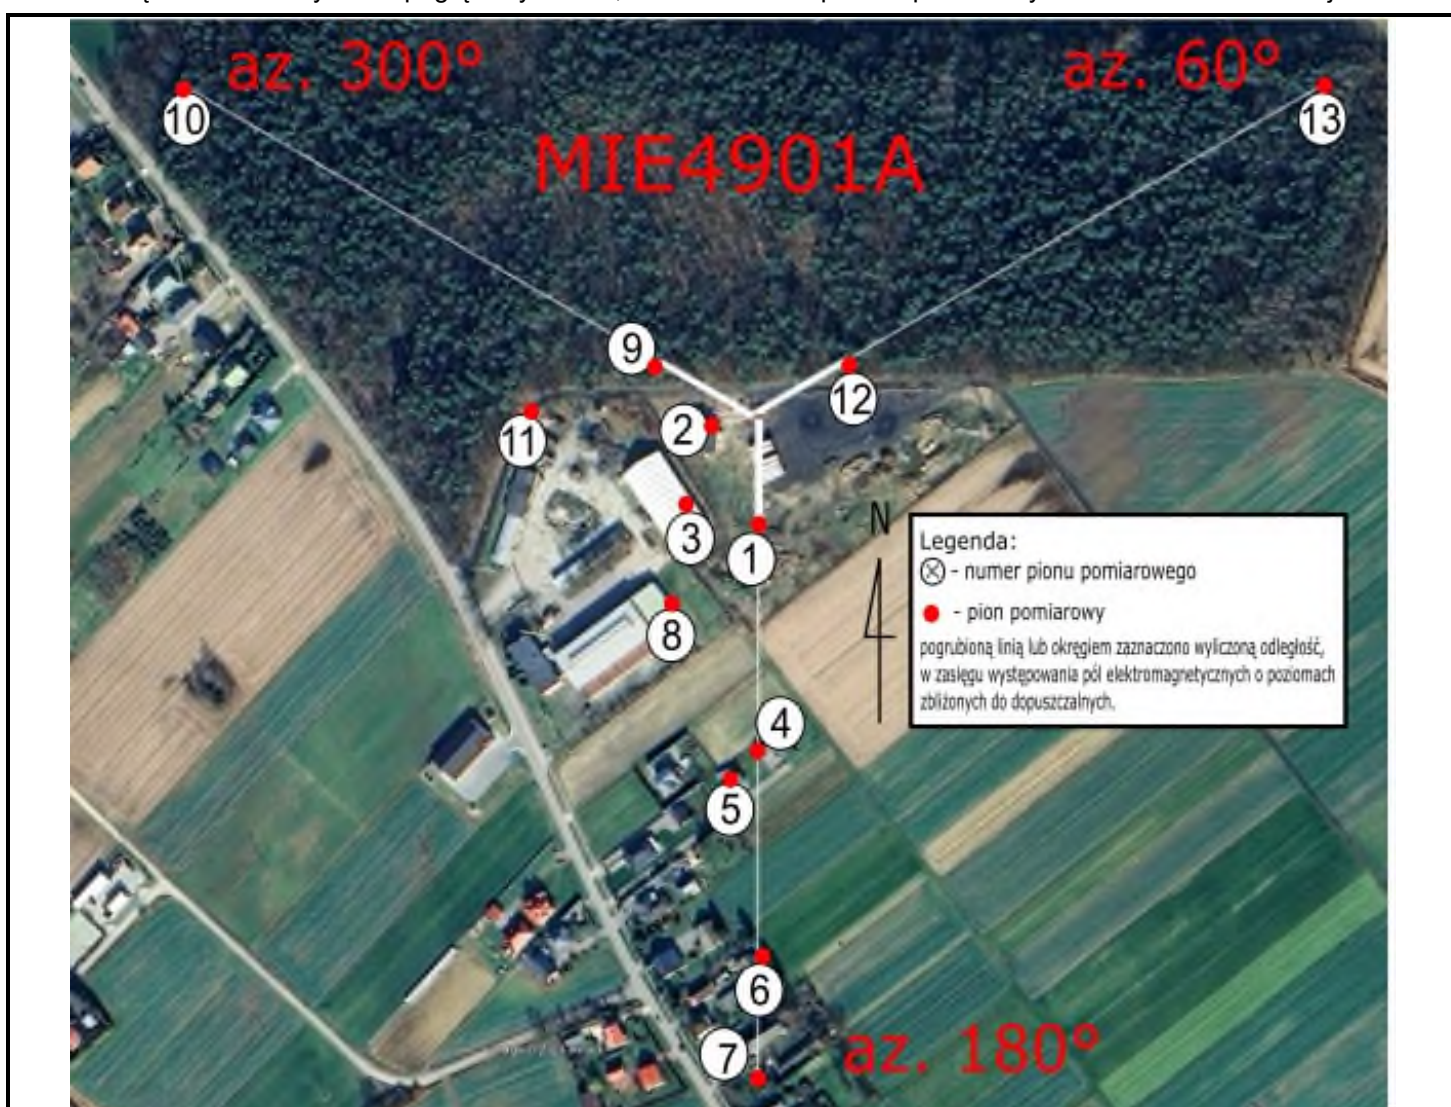 az. 300°
az. 60°
10
13
MIE4901A
9
12
2
11
3
1
N
Legenda:
- numer pionu pomiarowego
- pion pomiarowy
pogrubioną linią lub okręgiem zaznaczono wyliczoną odległość,
w zasięgu występowania pól elektromagnetycznych o poziomach
zbliżonych do dopuszczalnych.
8
4
5
6
7
az. 180°